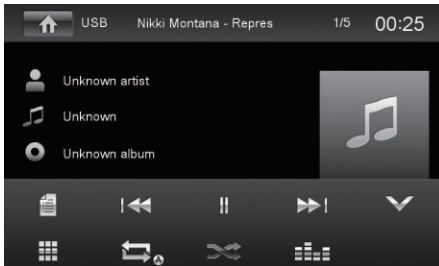 USB Nikki Montana - Repres 1/5 00:25
Unknown artist
Unknown
Unknown album
A